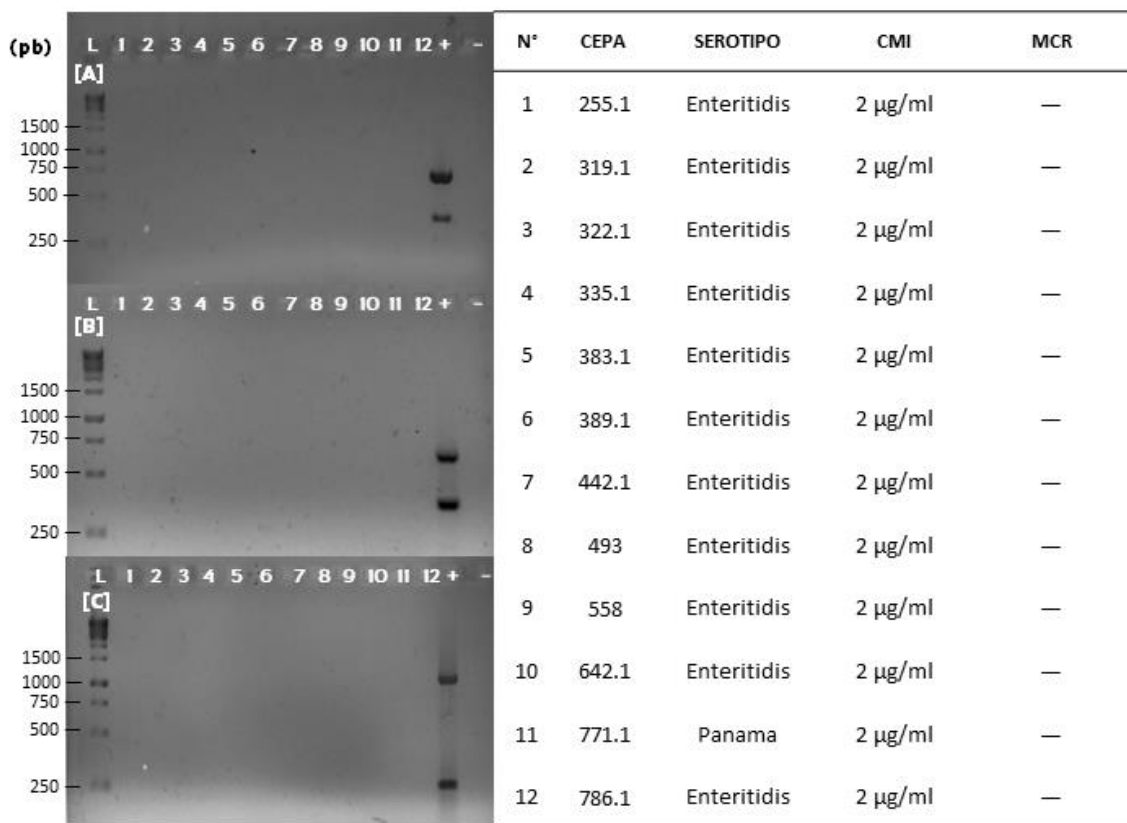 (pb) L 1 2 3 4 5 6 7 8 9 10 11 12 + -
[A]
1500
1000
750
500
250
L 1 2 3 4 5 6 7 8 9 10 11 12 + -
[B]
1500
1000
750
500
250
L 1 2 3 4 5 6 7 8 9 10 11 12 + -
[C]
1500
1000
750
500
250
N° CEPA SEROTIPO CMI MCR
1 255.1 Enteritidis 2 µg/ml —
2 319.1 Enteritidis 2 µg/ml —
3 322.1 Enteritidis 2 µg/ml —
4 335.1 Enteritidis 2 µg/ml —
5 383.1 Enteritidis 2 µg/ml —
6 389.1 Enteritidis 2 µg/ml —
7 442.1 Enteritidis 2 µg/ml —
8 493 Enteritidis 2 µg/ml —
9 558 Enteritidis 2 µg/ml —
10 642.1 Enteritidis 2 µg/ml —
11 771.1 Panama 2 µg/ml —
12 786.1 Enteritidis 2 µg/ml —